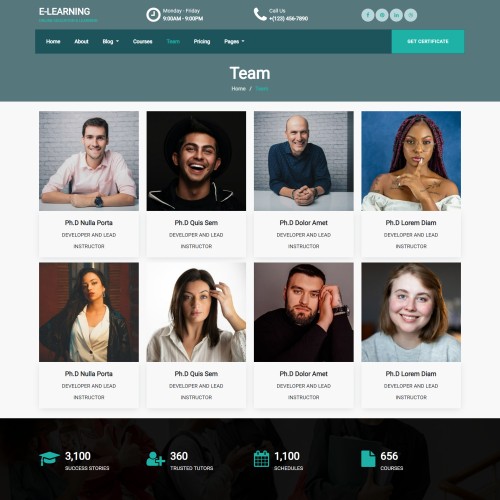 E-LEARNING
ONLINE EDUCATION & LEARNING
Monday - Friday
9:00AM - 9:00PM
Call Us
+(123) 456-7890
Home About Blog Courses Team Pricing Pages
GET CERTIFICATE
Team
Home / Team
Ph.D Nulla Porta
DEVELOPER AND LEAD
INSTRUCTOR
Ph.D Quis Sem
DEVELOPER AND LEAD
INSTRUCTOR
Ph.D Dolor Amet
DEVELOPER AND LEAD
INSTRUCTOR
Ph.D Lorem Diam
DEVELOPER AND LEAD
INSTRUCTOR
Ph.D Nulla Porta
DEVELOPER AND LEAD
INSTRUCTOR
Ph.D Quis Sem
DEVELOPER AND LEAD
INSTRUCTOR
Ph.D Dolor Amet
DEVELOPER AND LEAD
INSTRUCTOR
Ph.D Lorem Diam
DEVELOPER AND LEAD
INSTRUCTOR
3,100
SUCCESS STORIES
360
TRUSTED TUTORS
1,100
SCHEDULES
656
COURSES